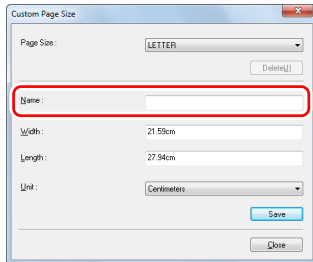 Custom Page Size
Page Size :
LETTER
Delete(J)
Name :
Width :
21.59cm
Length :
27.94cm
Unit :
Centimeters
Save
Close